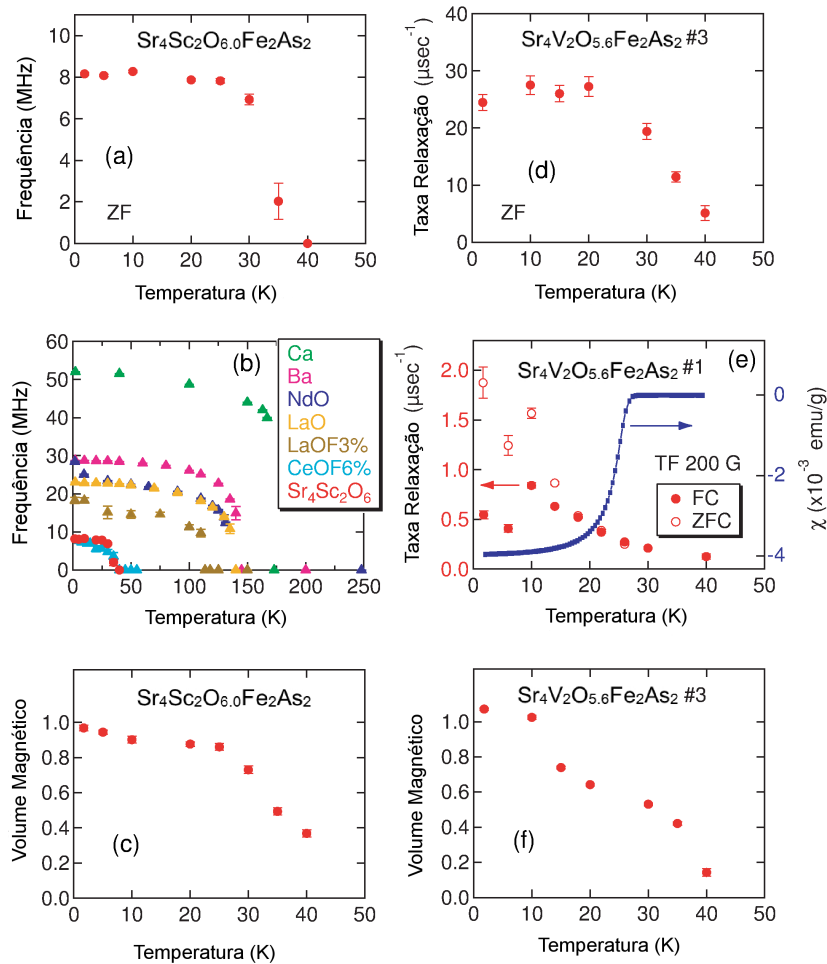 Sr₄Sc₂O₆.₀Fe₂As₂
(a)
ZF
Frequência (MHz)
10
8
6
4
2
0
0 10 20 30 40 50
Temperatura (K)
Sr₄V₂O₅.₆Fe₂As₂ #3
(d)
ZF
Taxa Relaxação (μsec⁻¹)
40
30
20
10
0
0 10 20 30 40 50
Temperatura (K)
(b)
Ca
Ba
NdO
LaO
LaOF3%
CeOF6%
Sr₄Sc₂O₆
Frequência (MHz)
60
50
40
30
20
10
0
0 50 100 150 200 250
Temperatura (K)
Sr₄V₂O₅.₆Fe₂As₂ #1
(e)
TF 200 G
FC
ZFC
Taxa Relaxação (μsec⁻¹)
2.0
1.5
1.0
0.5
0.0
0
−2
−4
χ (x10⁻³ emu/g)
0 10 20 30 40 50
Temperatura (K)
Sr₄Sc₂O₆.₀Fe₂As₂
(c)
Volume Magnético
1.0
0.8
0.6
0.4
0.2
0.0
0 10 20 30 40 50
Temperatura (K)
Sr₄V₂O₅.₆Fe₂As₂ #3
(f)
Volume Magnético
1.0
0.8
0.6
0.4
0.2
0.0
0 10 20 30 40 50
Temperatura (K)